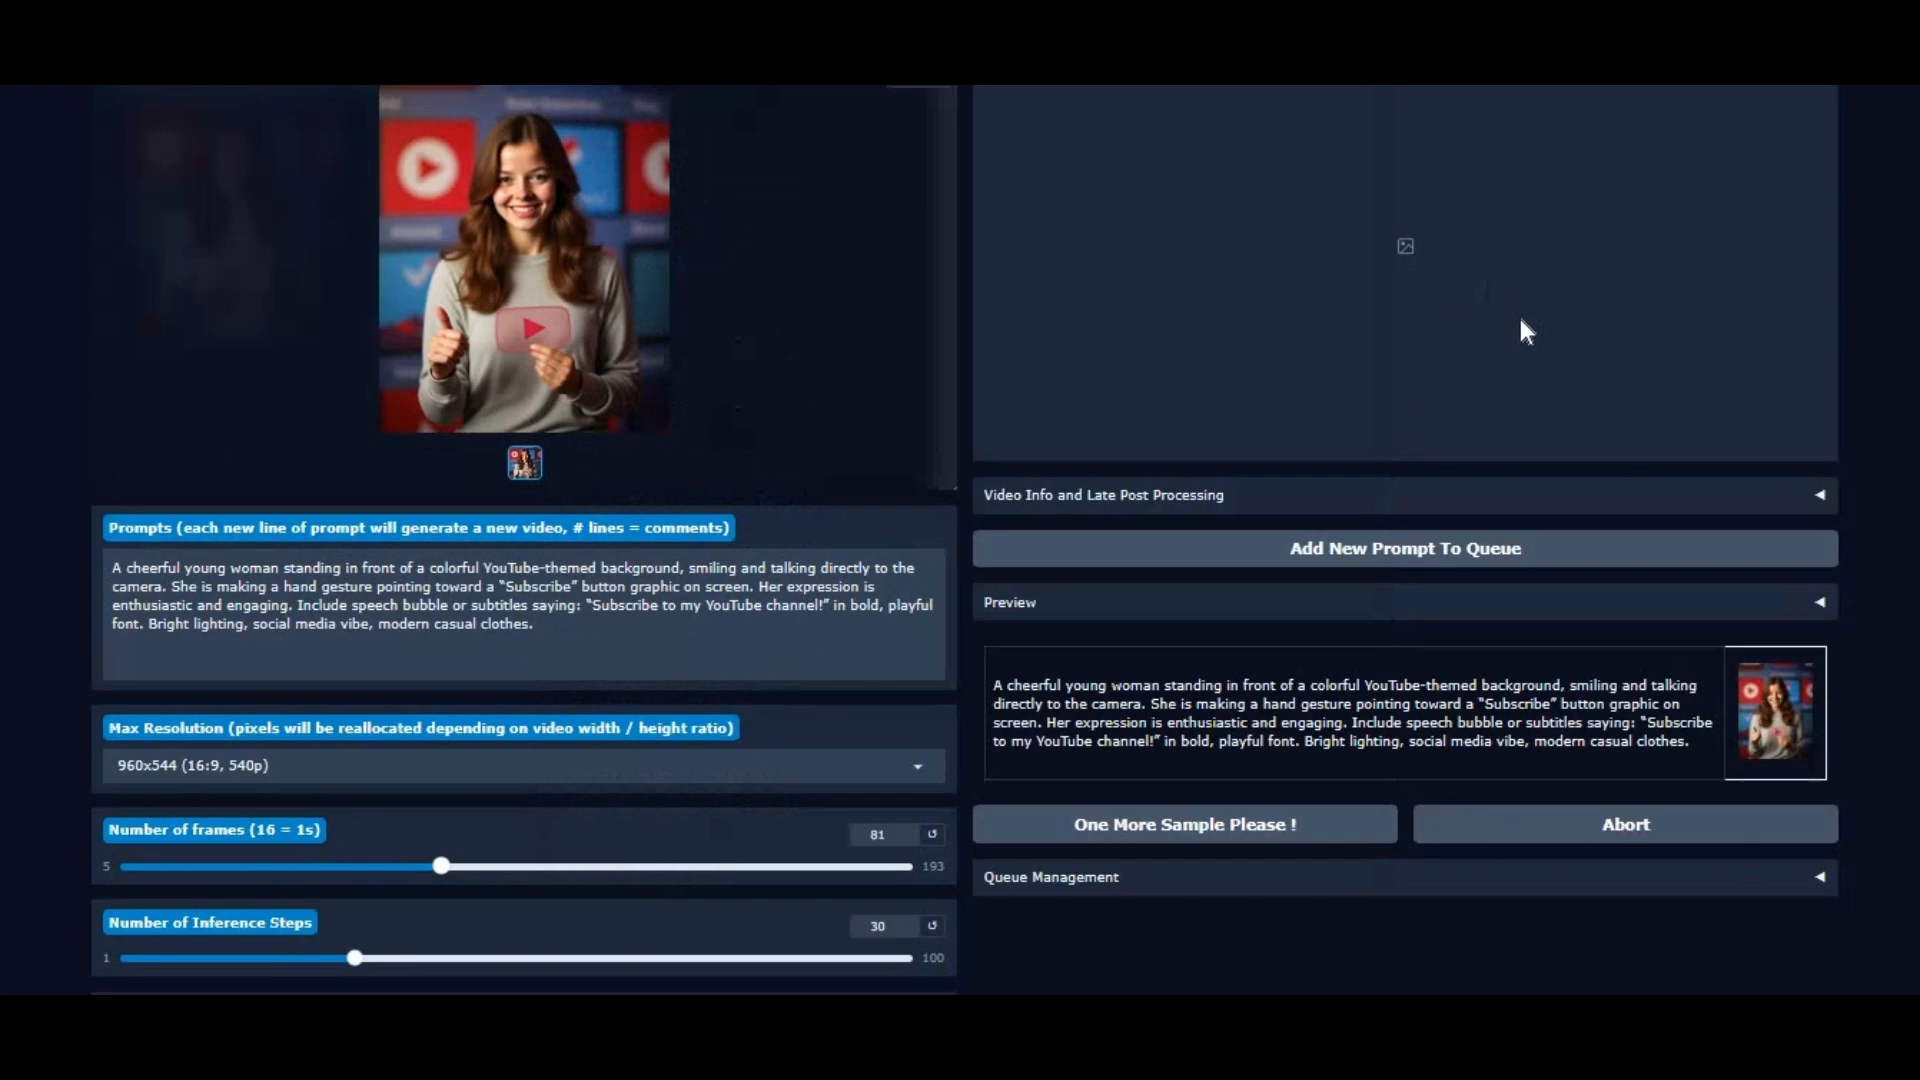 Prompts (each new line of prompt will generate a new video, # lines = comments)
A cheerful young woman standing in front of a colorful YouTube-themed background, smiling and talking directly to the
camera. She is making a hand gesture pointing toward a “Subscribe” button graphic on screen. Her expression is
enthusiastic and engaging. Include speech bubble or subtitles saying: “Subscribe to my YouTube channel!” in bold, playful
font. Bright lighting, social media vibe, modern casual clothes.
Max Resolution (pixels will be reallocated depending on video width / height ratio)
960x544 (16:9, 540p)
Number of frames (16 = 1s)
81
5
193
Number of Inference Steps
30
1
100
Video Info and Late Post Processing
Add New Prompt To Queue
Preview
A cheerful young woman standing in front of a colorful YouTube-themed background, smiling and talking
directly to the camera. She is making a hand gesture pointing toward a “Subscribe” button graphic on
screen. Her expression is enthusiastic and engaging. Include speech bubble or subtitles saying: “Subscribe
to my YouTube channel!” in bold, playful font. Bright lighting, social media vibe, modern casual clothes.
One More Sample Please !
Abort
Queue Management